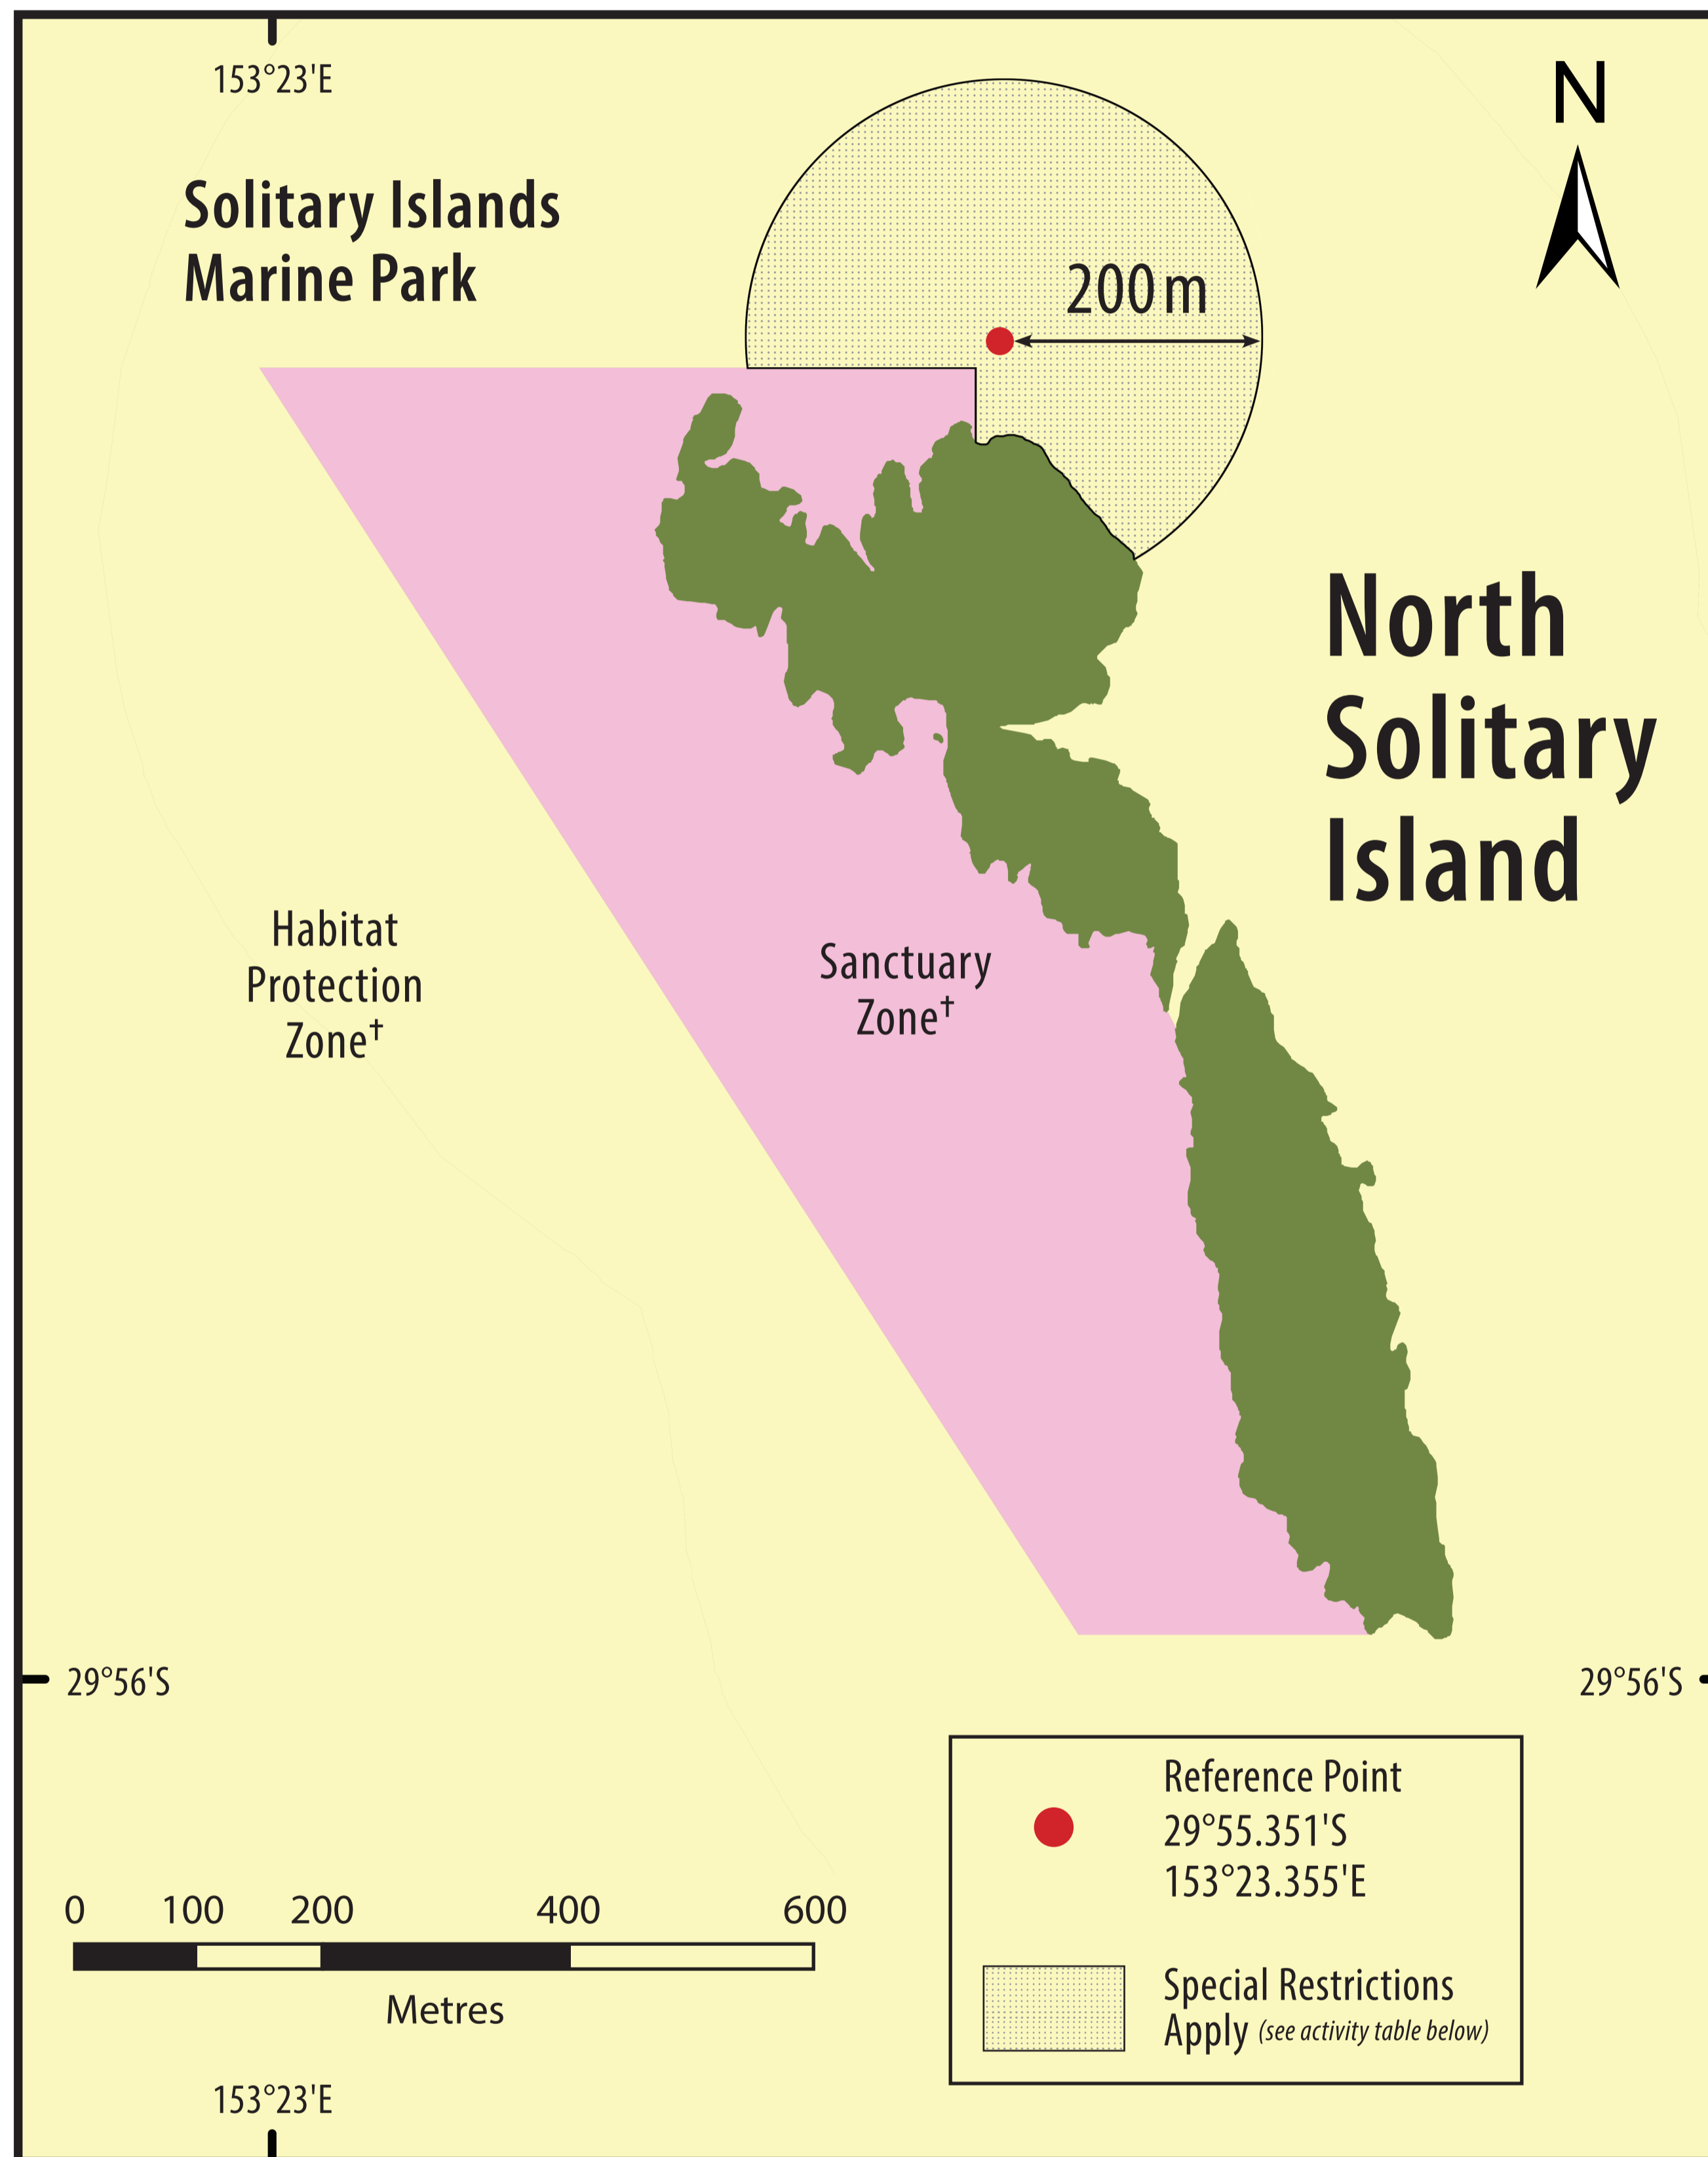 153°23'E
N
Solitary Islands
Marine Park
200 m
North
Solitary
Island
Habitat
Protection
Zone†
Sanctuary
Zone†
29°56'S
29°56'S
Reference Point
29°55.351'S
153°23.355'E
Special Restrictions
Apply (see activity table below)
0 100 200 400 600
Metres
153°23'E